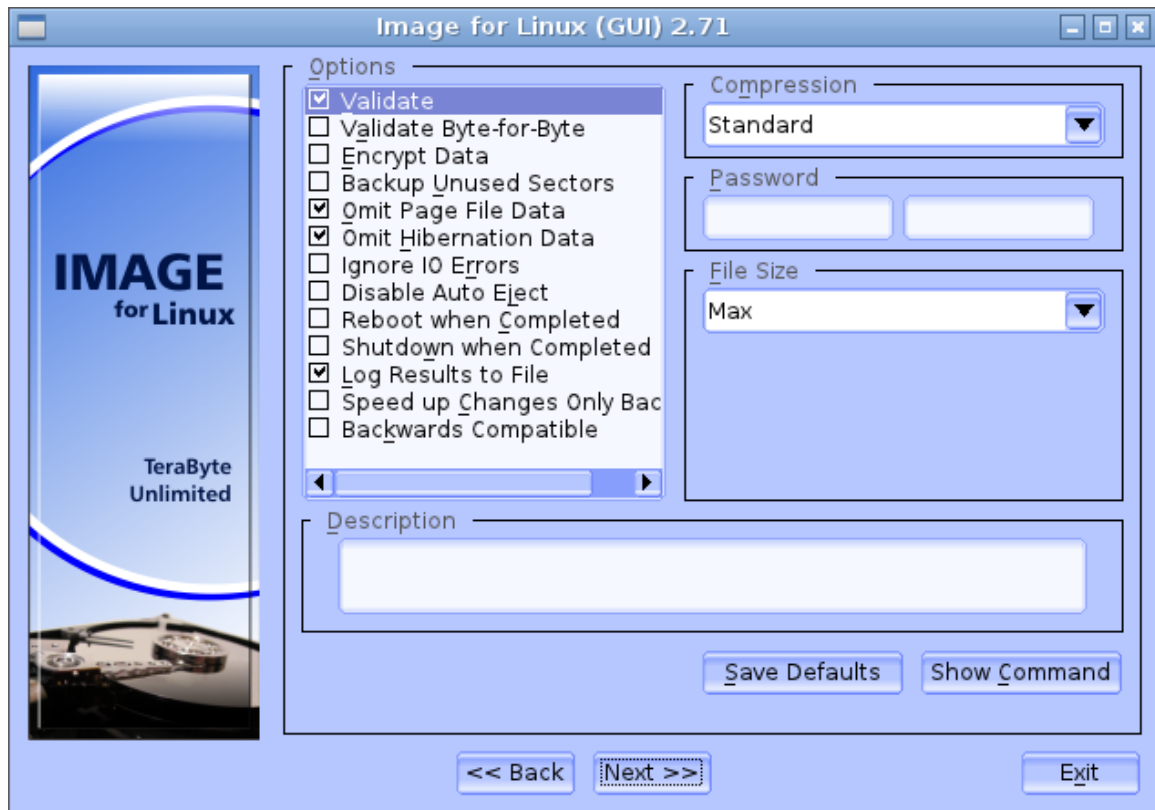 Image for Linux (GUI) 2.71
IMAGE
for Linux
TeraByte
Unlimited
Options
Validate
Validate Byte-for-Byte
Encrypt Data
Backup Unused Sectors
Omit Page File Data
Omit Hibernation Data
Ignore IO Errors
Disable Auto Eject
Reboot when Completed
Shutdown when Completed
Log Results to File
Speed up Changes Only Bac
Backwards Compatible
Compression
Standard
Password
File Size
Max
Description
Save Defaults
Show Command
<< Back
Next >>
Exit